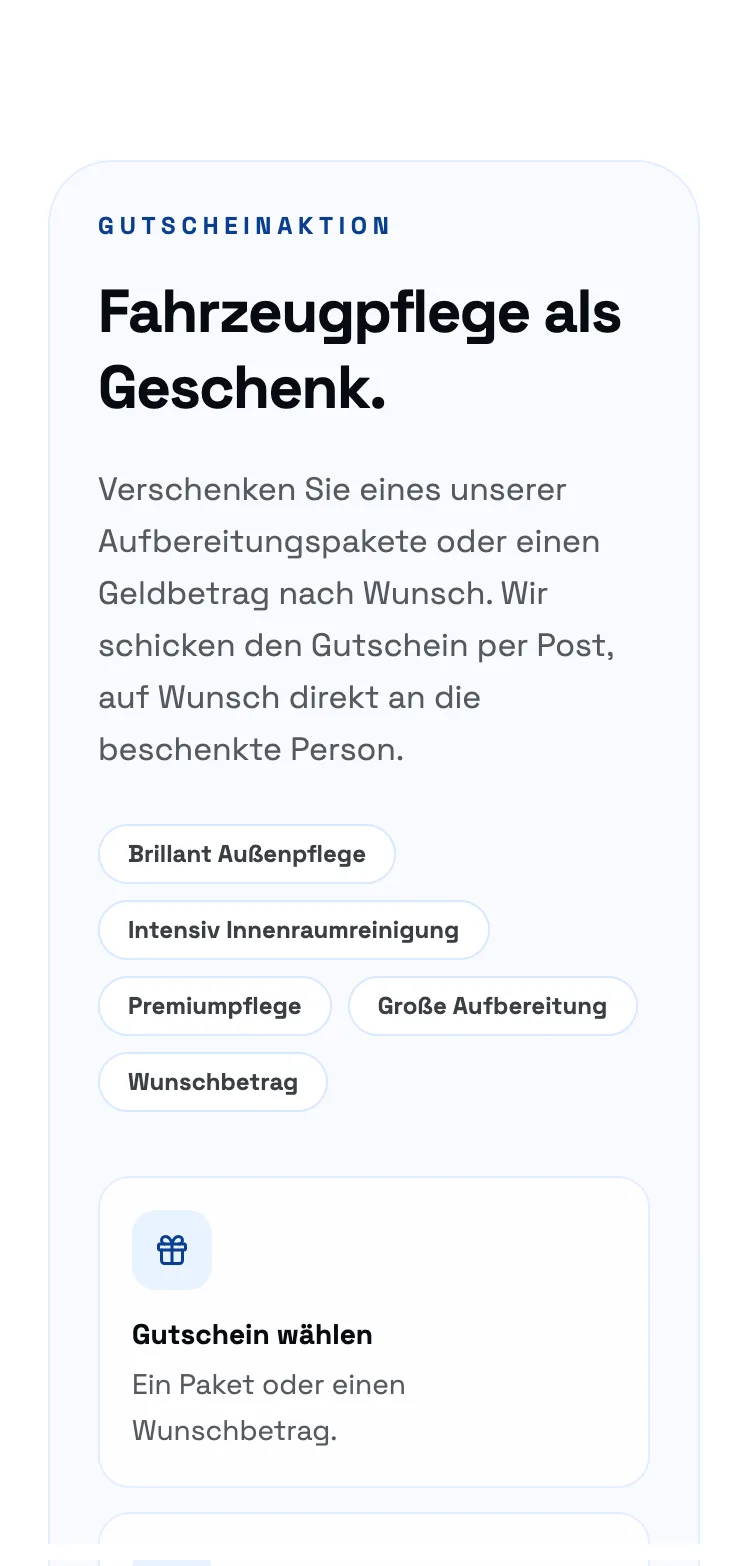 GUTSCHEINAKTION
Fahrzeugpflege als
Geschenk.
Verschenken Sie eines unserer
Aufbereitungspakete oder einen
Geldbetrag nach Wunsch. Wir
schicken den Gutschein per Post,
auf Wunsch direkt an die
beschenkte Person.
Brillant Außenpflege
Intensiv Innenraumreinigung
Premiumpflege Große Aufbereitung
Wunschbetrag
Gutschein wählen
Ein Paket oder einen
Wunschbetrag.